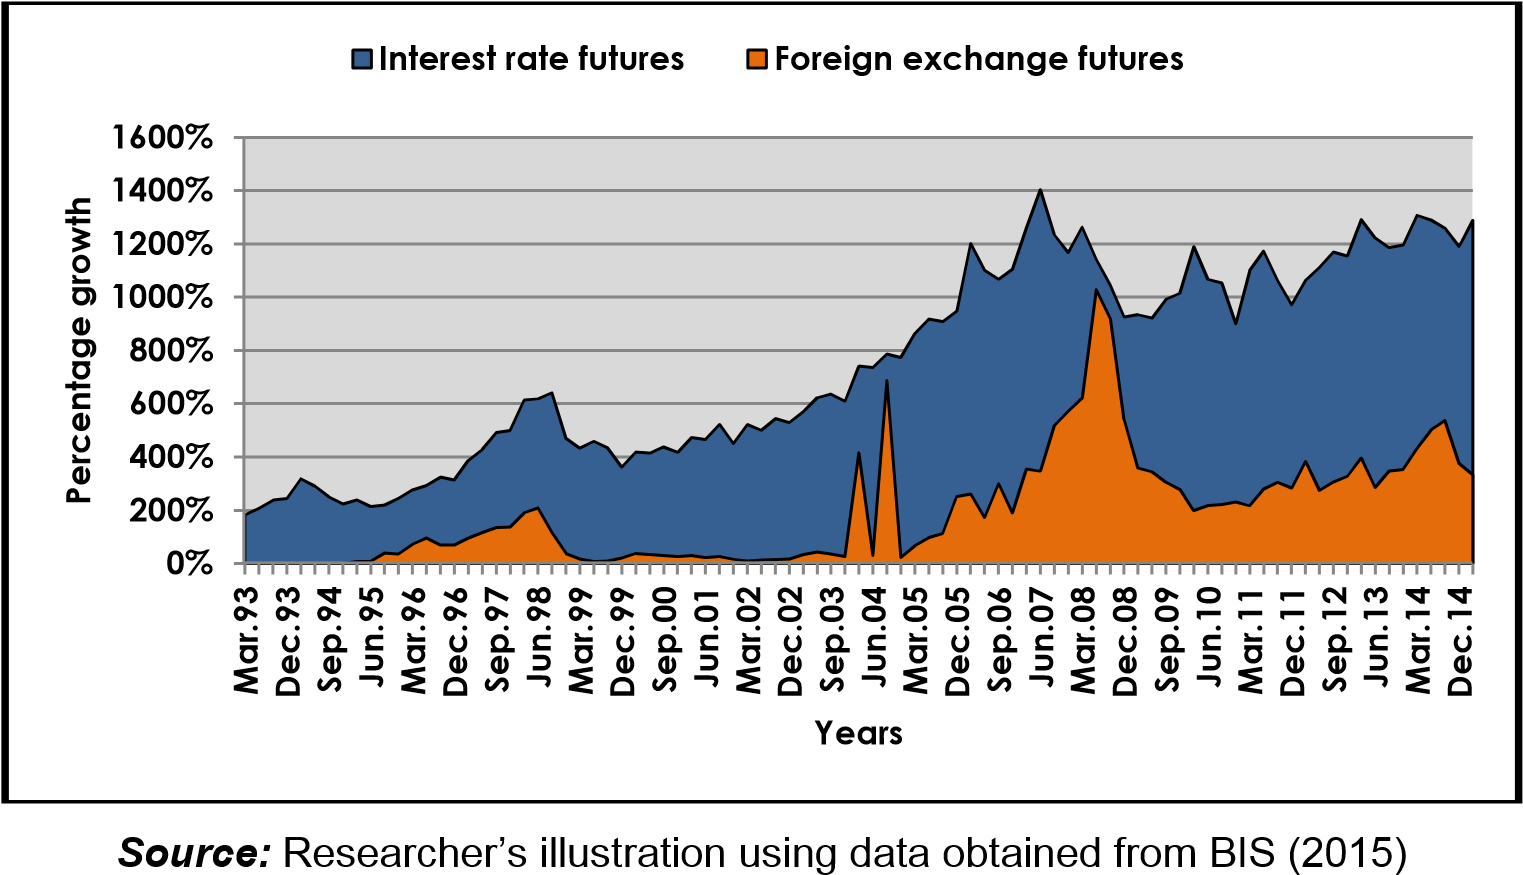 Interest rate futures Foreign exchange futures
Percentage growth
1600%
1400%
1200%
1000%
800%
600%
400%
200%
0%
Mar.93
Dec.93
Sep.94
Jun.95
Mar.96
Dec.96
Sep.97
Jun.98
Mar.99
Dec.99
Sep.00
Jun.01
Mar.02
Dec.02
Sep.03
Jun.04
Mar.05
Dec.05
Sep.06
Jun.07
Mar.08
Dec.08
Sep.09
Jun.10
Mar.11
Dec.11
Sep.12
Jun.13
Mar.14
Dec.14
Years
Source: Researcher’s illustration using data obtained from BIS (2015)